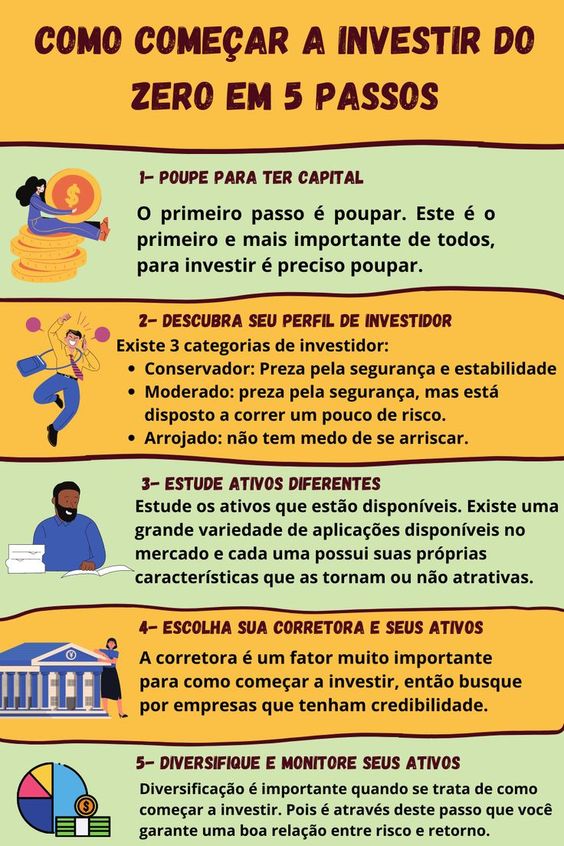 COMO COMEÇAR A INVESTIR DO
ZERO EM 5 PASSOS
1- POUPE PARA TER CAPITAL
O primeiro passo é poupar. Este é o
primeiro e mais importante de todos,
para investir é preciso poupar.
2- DESCUBRA SEU PERFIL DE INVESTIDOR
Existe 3 categorias de investidor:
• Conservador: Preza pela segurança e estabilidade
• Moderado: preza pela segurança, mas está
disposto a correr um pouco de risco.
• Arrojado: não tem medo de se arriscar.
3- ESTUDE ATIVOS DIFERENTES
Estude os ativos que estão disponíveis. Existe uma
grande variedade de aplicações disponíveis no
mercado e cada uma possui suas próprias
características que as tornam ou não atrativas.
4- ESCOLHA SUA CORRETORA E SEUS ATIVOS
A corretora é um fator muito importante
para como começar a investir, então busque
por empresas que tenham credibilidade.
5- DIVERSIFIQUE E MONITORE SEUS ATIVOS
Diversificação é importante quando se trata de como
começar a investir. Pois é através deste passo que você
garante uma boa relação entre risco e retorno.